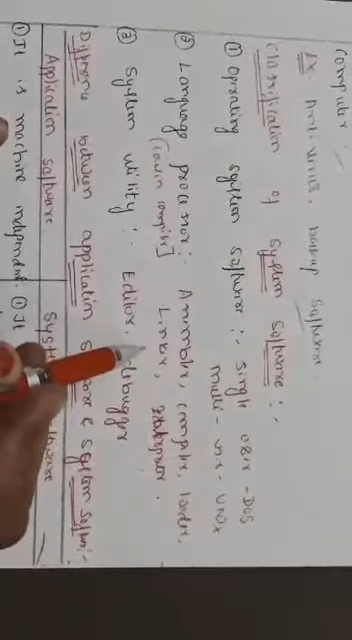 Computer :-
Ex. Anti virus, backup software.
Classification of System Software :-
① Operating System Software :- Single user - DOS
multi - user - UNIX
② Language processor :- Assembler, compiler, loader,
Linker,
③ System utility :- Editor, debugger
Diffrence between application software & System Softwr :-
Application Software
System Software
① It is machine independent
① It